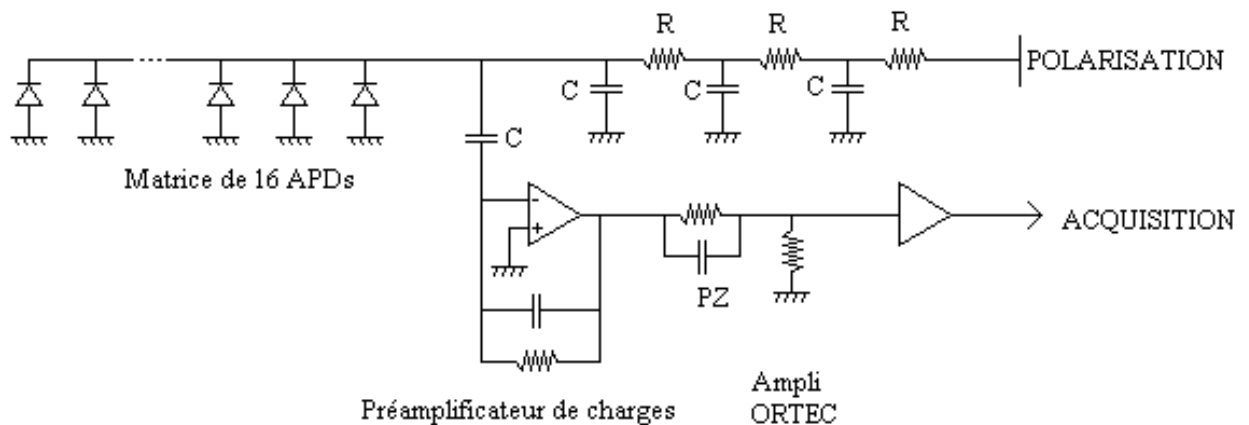 R R R
POLARISATION
C C C
C
Matrice de 16 APDs
- 
+
ACQUISITION
PZ
Préamplificateur de charges
Ampli
ORTEC